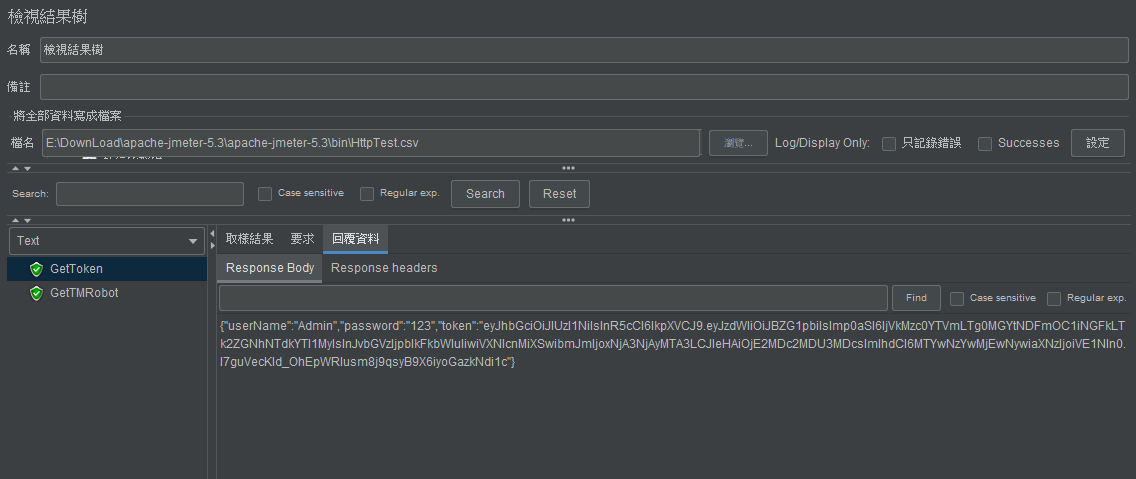 檢視結果樹
名稱 檢視結果樹
備註
將全部資料寫成檔案
檔名 E:\DownLoad\apache-jmeter-5.3\apache-jmeter-5.3\bin\HttpTest.csv 瀏覽... Log/Display Only: 只記錄錯誤 Successes 設定
Search: Case sensitive Regular exp. Search Reset
Text 取樣結果 要求 回覆資料
GetToken Response Body Response headers
GetTMRobot Find Case sensitive Regular exp.
{"userName":"Admin","password":"123","token":"eyJhbGciOiJIUzI1NiIsInR5cCI6IkpXVCJ9.eyJzdWIiOiJBZG1pbiIsImp0aSI6IjVkMzc0YTVmLTg0MGYtNDFmOC1iNGFkLT
k2ZGNhNTdkYTI1MyIsInJvbGVzIjpbIkFkbWluIiwiVXNlcnMiXSwibmJmIjoxNjA3NjAyMTA3LCJleHAiOjE2MDc2MDU3MDcsImlhdCI6MTYwNzYwMjEwNywiaXNzIjoiVE1NIn0.
I7guVecKId_OhEpWRlusm8j9qsyB9X6iyoGazkNdi1c"}